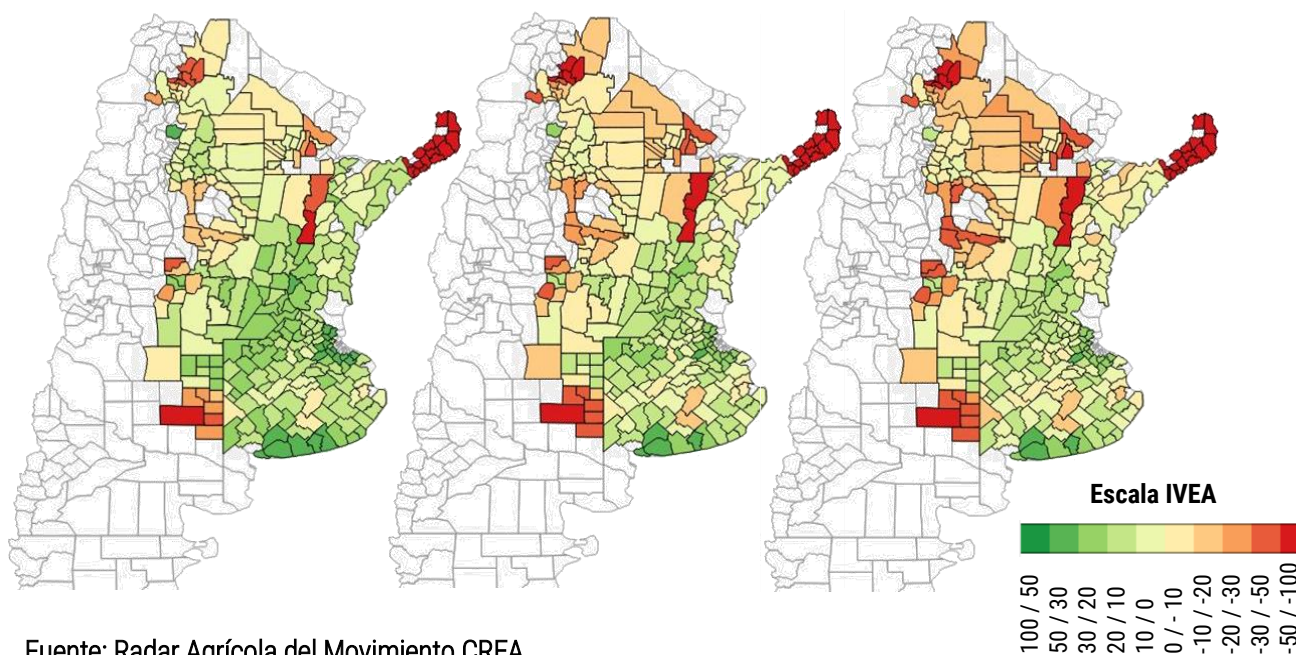 Escala IVEA
100 / 50
50 / 30
30 / 20
20 / 10
10 / 0
0 / -10
-10 / -20
-20 / -30
-30 / -50
-50 / -100
Fuente: Radar Agrícola del Movimiento CREA